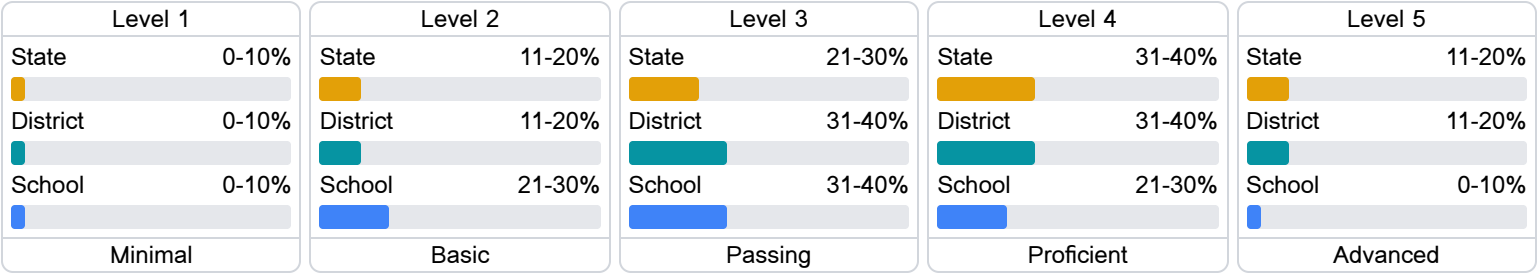 Level 1
State 0-10%
District 0-10%
School 0-10%
Minimal
Level 2
State 11-20%
District 11-20%
School 21-30%
Basic
Level 3
State 21-30%
District 31-40%
School 31-40%
Passing
Level 4
State 31-40%
District 31-40%
School 21-30%
Proficient
Level 5
State 11-20%
District 11-20%
School 0-10%
Advanced